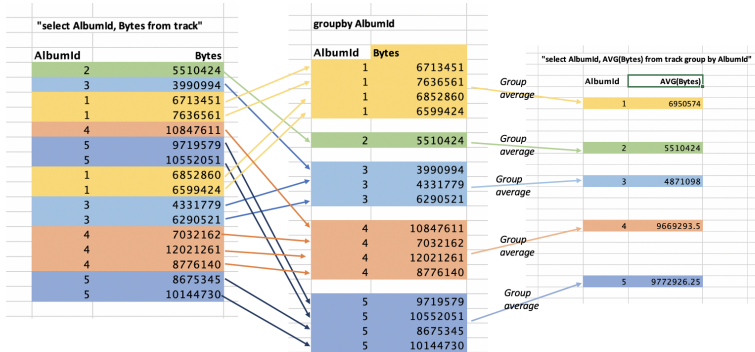 "select AlbumId, Bytes from track"
AlbumId Bytes
2 5510424
3 3990994
1 6713451
1 7636561
4 10847611
5 9719579
5 10552051
1 6852860
1 6599424
3 4331779
3 6290521
4 7032162
4 12021261
4 8776140
5 8675345
5 10144730
groupby AlbumId
AlbumId Bytes
1 6713451
1 7636561
1 6852860
1 6599424
2 5510424
3 3990994
3 4331779
3 6290521
4 10847611
4 7032162
4 12021261
4 8776140
5 9719579
5 10552051
5 8675345
5 10144730
Group
average
Group
average
Group
average
Group
average
Group
average
"select AlbumId, AVG(Bytes) from track group by AlbumId"
AlbumId AVG(Bytes)
1 6950574
2 5510424
3 4871098
4 9669293.5
5 9772926.25